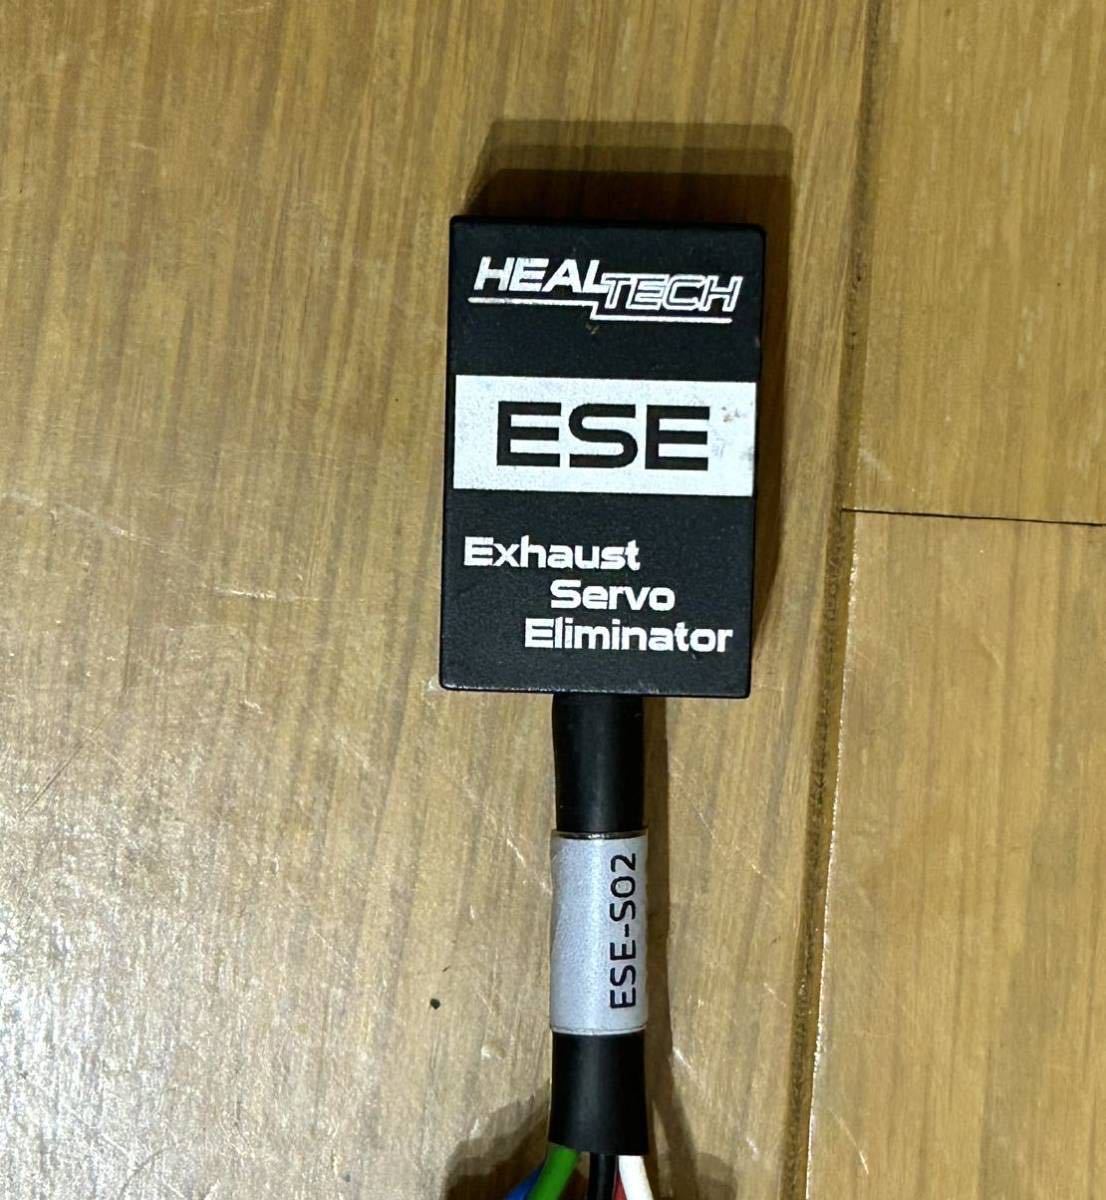 HEALTECH
ESE
Exhaust
Servo
Eliminator
ESE-S02